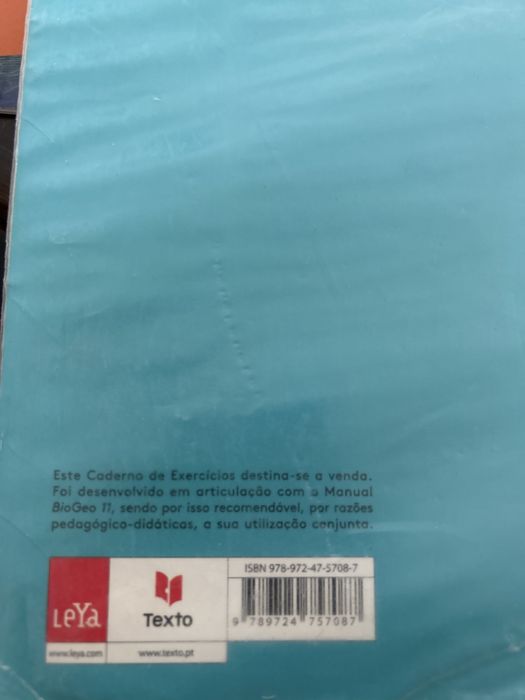 Este Caderno de Exercícios destina-se a venda.
Foi desenvolvido em articulação com o Manual
BioGeo 11, sendo por isso recomendável, por razões
pedagógico-didáticas, a sua utilização conjunta.
LeYa
www.leya.com
Texto
www.texto.pt
ISBN 978-972-47-5708-7
9 789724 757087